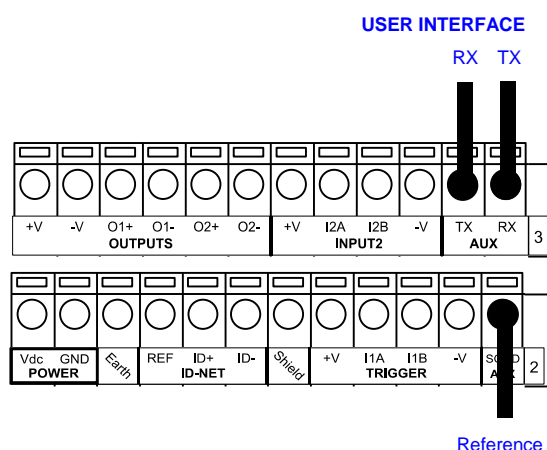 USER INTERFACE
RX TX
+V -V O1+ O1- O2+ O2- +V I2A I2B -V TX RX
OUTPUTS INPUT2 AUX
3
Vdc GND Earth REF ID+ ID- Shield +V I1A I1B -V
POWER ID-NET TRIGGER
2
Reference